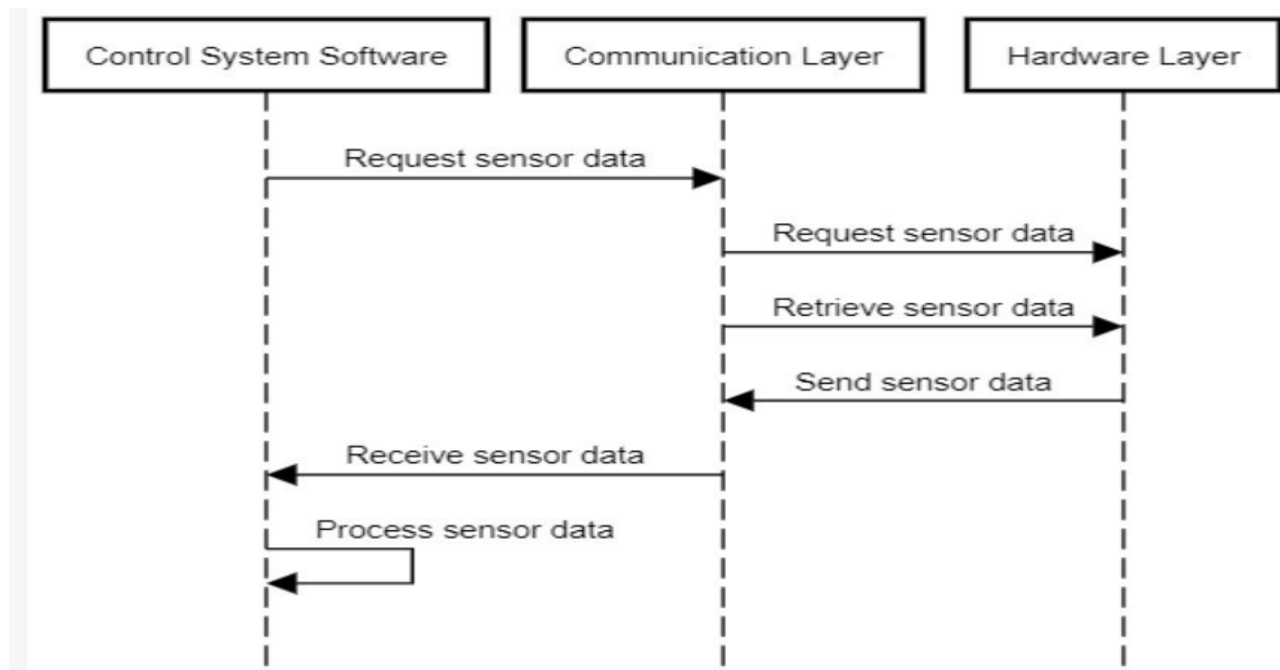 Control System Software
Communication Layer
Hardware Layer
Request sensor data
Request sensor data
Retrieve sensor data
Send sensor data
Receive sensor data
Process sensor data